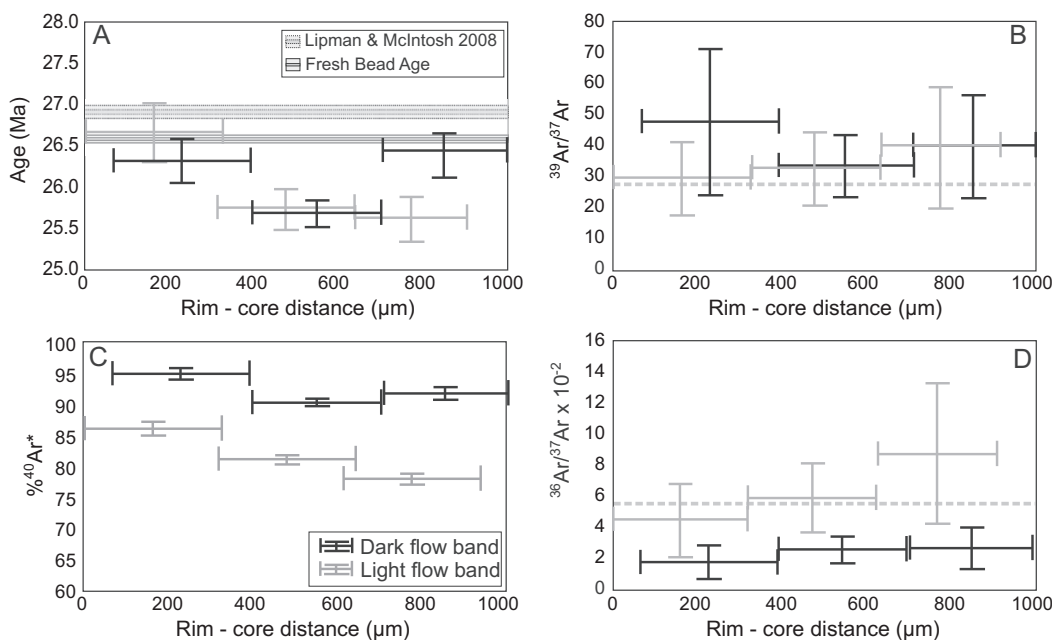 A
Lipman & McIntosh 2008
Fresh Bead Age
Age (Ma)
28.0
27.5
27.0
26.5
26.0
25.5
25.0
0 200 400 600 800 1000
Rim - core distance (µm)
B
³⁹Ar/³⁷Ar
80
70
60
50
40
30
20
10
0
0 200 400 600 800 1000
Rim - core distance (µm)
C
%⁴⁰Ar*
100
95
90
85
80
75
70
65
60
Dark flow band
Light flow band
0 200 400 600 800 1000
Rim - core distance (µm)
D
³⁶Ar/³⁷Ar x 10⁻²
16
14
12
10
8
6
4
2
0
0 200 400 600 800 1000
Rim - core distance (µm)